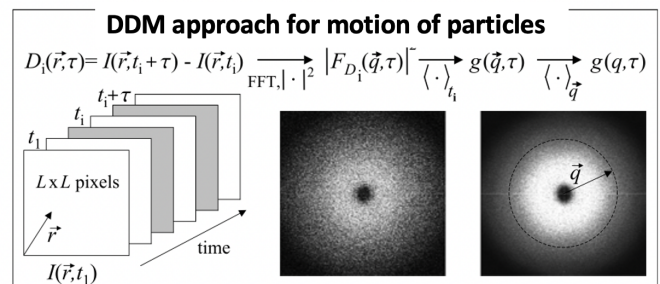 DDM approach for motion of particles
D_i(r⃗,τ)= I(r⃗,t_i + τ) - I(r⃗,t_i) ⟶ |F_{D_i}(q⃗,τ)| ⟶ g(q⃗,τ) ⟶ g(q,τ)
FFT,|·|² ⟨·⟩_{t_i} ⟨·⟩_{q⃗}
t_i+τ
t_i
t_1
L x L pixels
r⃗
I(r⃗,t_1)
time
q⃗